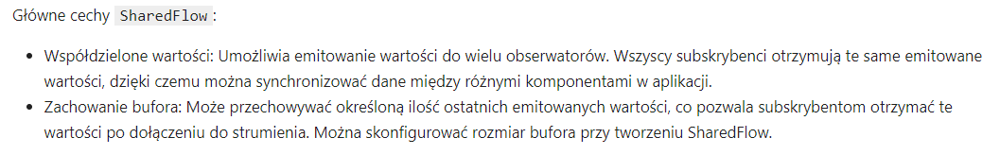 Główne cechy SharedFlow:
• Współdzielone wartości: Umożliwia emitowanie wartości do wielu obserwatorów. Wszyscy subskrybenci otrzymują te same emitowane
wartości, dzięki czemu można synchronizować dane między różnymi komponentami w aplikacji.
• Zachowanie bufora: Może przechowywać określoną ilość ostatnich emitowanych wartości, co pozwala subskrybentom otrzymać te
wartości po dołączeniu do strumienia. Można skonfigurować rozmiar bufora przy tworzeniu SharedFlow.